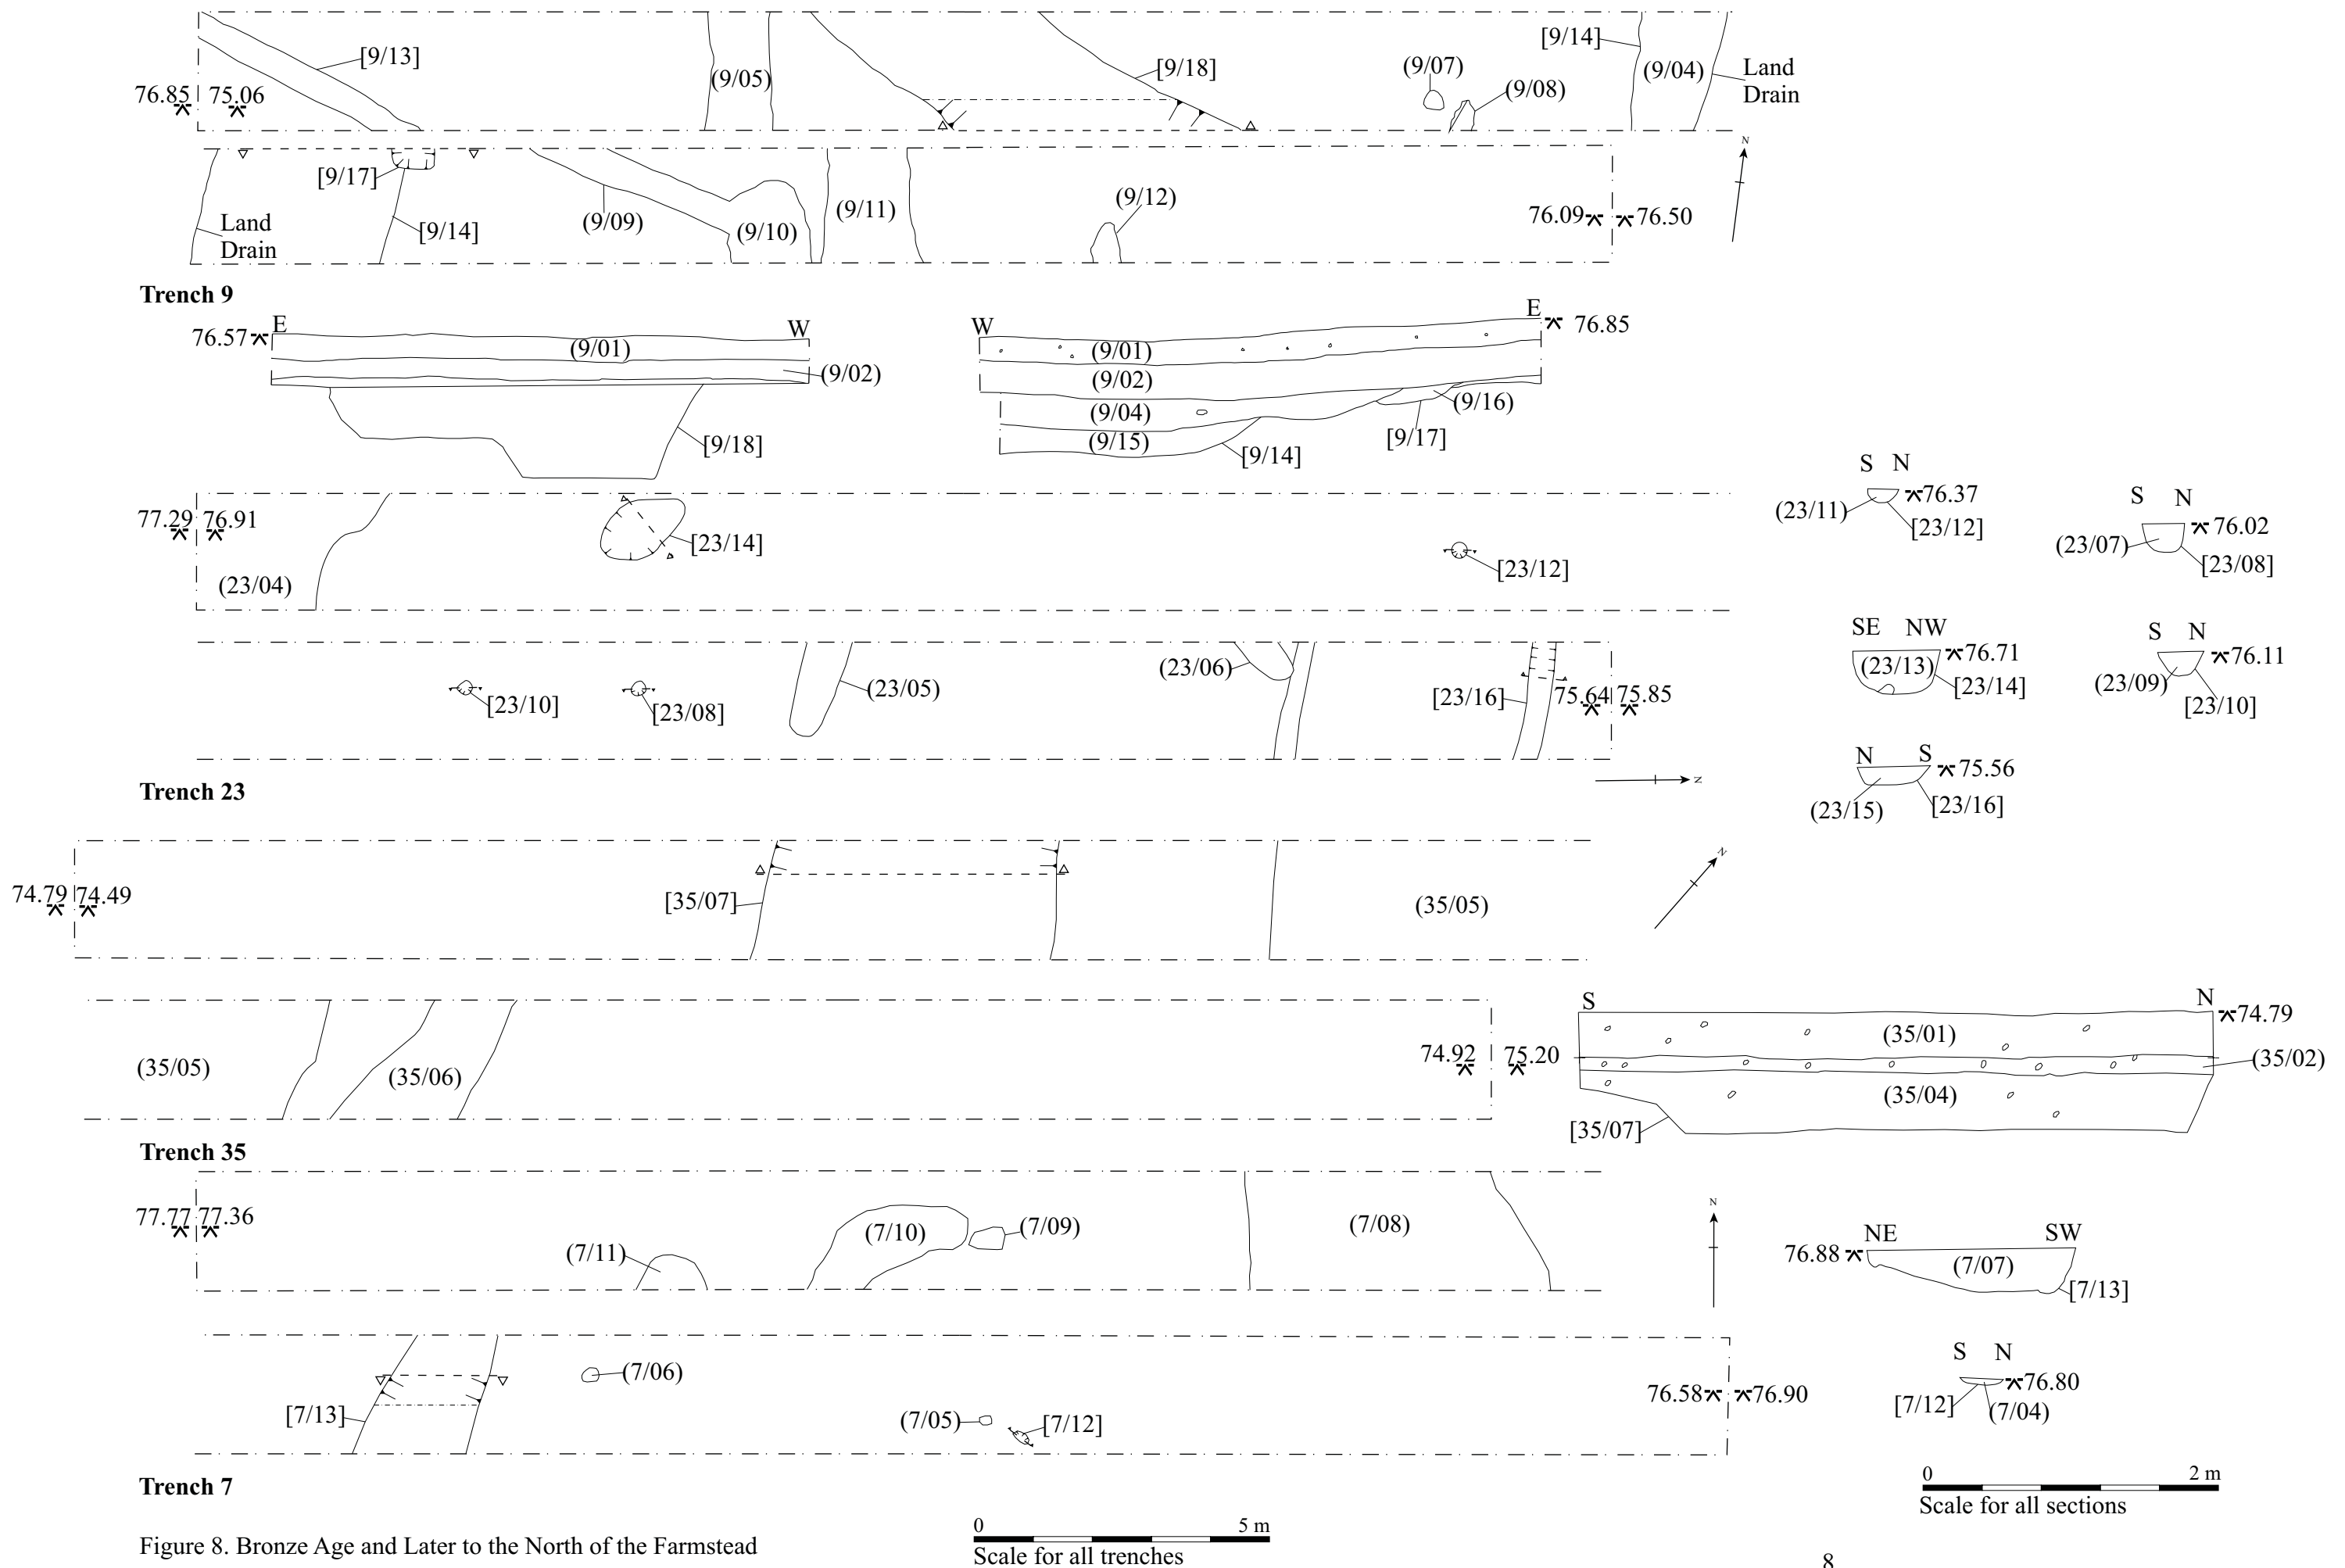 [9/13]
(9/05)
[9/18]
(9/07)
(9/08)
[9/14]
(9/04)
Land
Drain
76.85
75.06
[9/17]
[9/14]
Land
Drain
(9/09)
(9/10)
(9/11)
(9/12)
76.09
76.50
N
Trench 9
76.57
E
W
(9/01)
(9/02)
[9/18]
W
E
76.85
(9/01)
(9/02)
(9/04)
(9/15)
[9/14]
[9/17]
(9/16)
77.29
76.91
(23/04)
[23/14]
[23/12]
S N
76.37
(23/11)
[23/12]
S N
76.02
(23/07)
[23/08]
[23/10]
[23/08]
(23/05)
(23/06)
[23/16]
75.64
75.85
N
SE NW
76.71
(23/13)
[23/14]
S N
76.11
(23/09)
[23/10]
N S
75.56
(23/15)
[23/16]
Trench 23
74.79
74.49
[35/07]
(35/05)
N
(35/05)
(35/06)
74.92
75.20
S
N
74.79
(35/01)
(35/02)
(35/04)
[35/07]
Trench 35
77.77
77.36
(7/11)
(7/10)
(7/09)
(7/08)
N
NE
SW
76.88
(7/07)
[7/13]
[7/13]
(7/06)
(7/05)
[7/12]
76.58
76.90
S N
76.80
[7/12]
(7/04)
Trench 7
0 2 m
Scale for all sections
0 5 m
Scale for all trenches
Figure 8. Bronze Age and Later to the North of the Farmstead
8